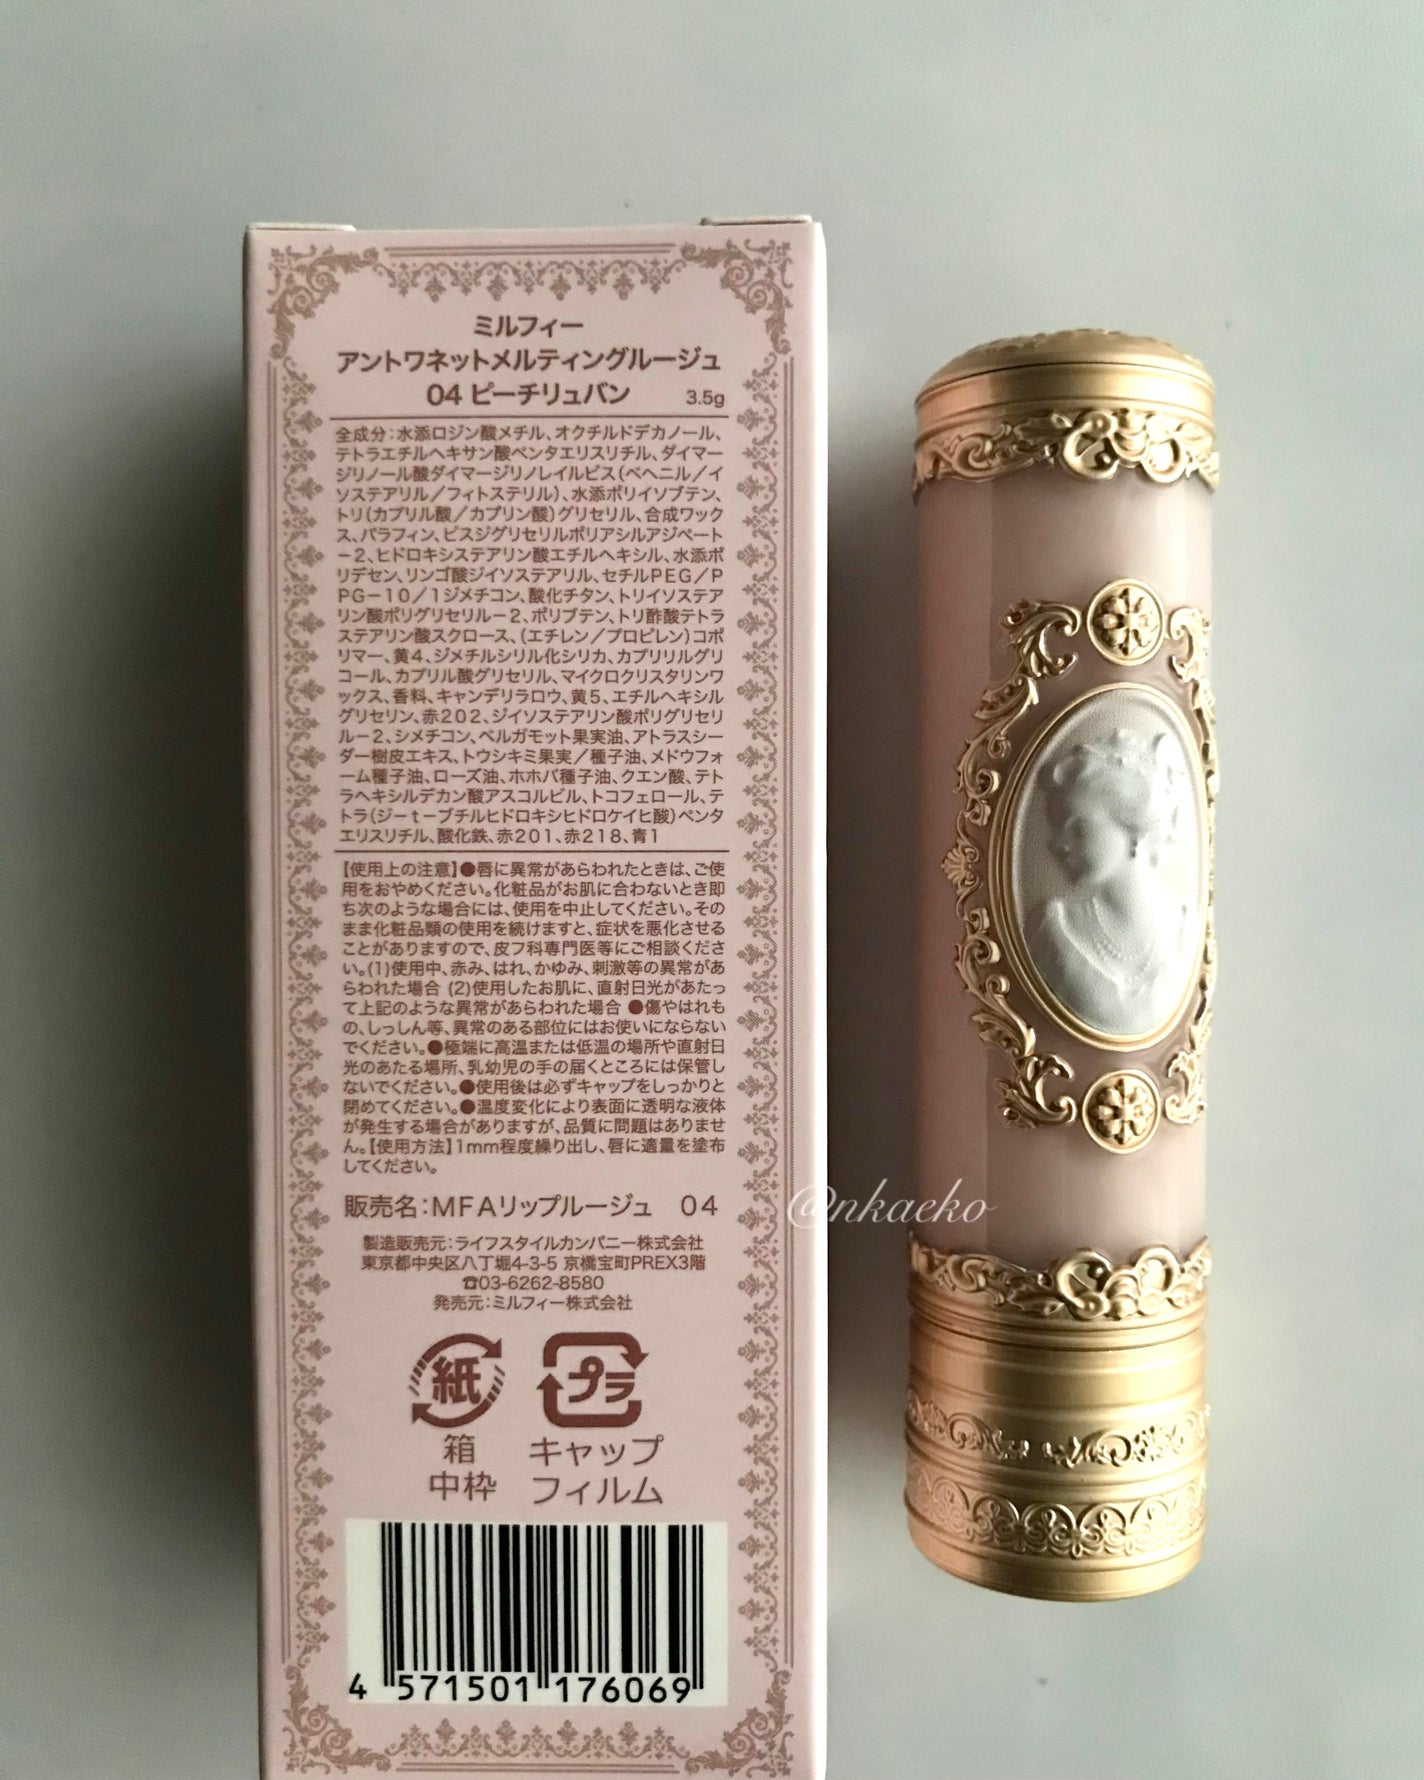 ミルフィー
アントワネットメルティングルージュ
04 ピーチリュバン 3.5g
全成分:水添ロジン酸メチル、オクチルドデカノール、
テトラエチルヘキサン酸ペンタエリスリチル、ダイマー
ジリノール酸ダイマージリノレイルビス(ベヘニル/イ
ソステアリル/フィトステリル)、水添ポリイソブテン、
トリ(カプリル酸/カプリン酸)グリセリル、合成ワック
ス、パラフィン、ビスジグリセリルポリアシルアジペート
-2、ヒドロキシステアリン酸エチルヘキシル、水添ポ
リデセン、リンゴ酸ジイソステアリル、セチルPEG/P
PG-10/1ジメチコン、酸化チタン、トリイソステア
リン酸ポリグリセリル-2、ポリブテン、トリ酢酸テトラ
ステアリン酸スクロース、(エチレン/プロピレン)コポ
リマー、黄4、ジメチルシリル化シリカ、カプリリルグリ
コール、カプリル酸グリセリル、マイクロクリスタリンワ
ックス、香料、キャンデリラロウ、黄5、エチルヘキシル
グリセリン、赤202、ジイソステアリン酸ポリグリセリ
ル-2、シメチコン、ベルガモット果実油、アトラスシー
ダー樹皮エキス、トウシキミ果実/種子油、メドウフォ
ーム種子油、ローズ油、ホホバ種子油、クエン酸、テト
ラヘキシルデカン酸アスコルビル、トコフェロール、テ
トラ(ジ-t-ブチルヒドロキシヒドロケイヒ酸)ペンタ
エリスリチル、酸化鉄、赤201、赤218、青1
【使用上の注意】●唇に異常があらわれたときは、ご使
用をおやめください。化粧品がお肌に合わないとき即
ち次のような場合には、使用を中止してください。その
まま化粧品類の使用を続けますと、症状を悪化させる
ことがありますので、皮フ科専門医等にご相談くださ
い。(1)使用中、赤み、はれ、かゆみ、刺激等の異常があ
らわれた場合 (2)使用したお肌に、直射日光があたっ
て上記のような異常があらわれた場合 ●傷やはれも
の、しっしん等、異常のある部位にはお使いにならない
でください。●極端に高温または低温の場所や直射日
光のあたる場所、乳幼児の手の届くところには保管し
ないでください。●使用後は必ずキャップをしっかりと
閉めてください。●温度変化により表面に透明な液体
が発生する場合がありますが、品質に問題はありませ
ん。【使用方法】1mm程度繰り出し、唇に適量を塗布
してください。
販売名:MFAリップルージュ 04
製造販売元:ライフスタイルカンパニー株式会社
東京都中央区八丁堀4-3-5 京橋宝町PREX3階
☎03-6262-8580
発売元:ミルフィー株式会社
紙 プラ
箱 キャップ
中枠 フィルム
4 571501 176069
@nkaeko